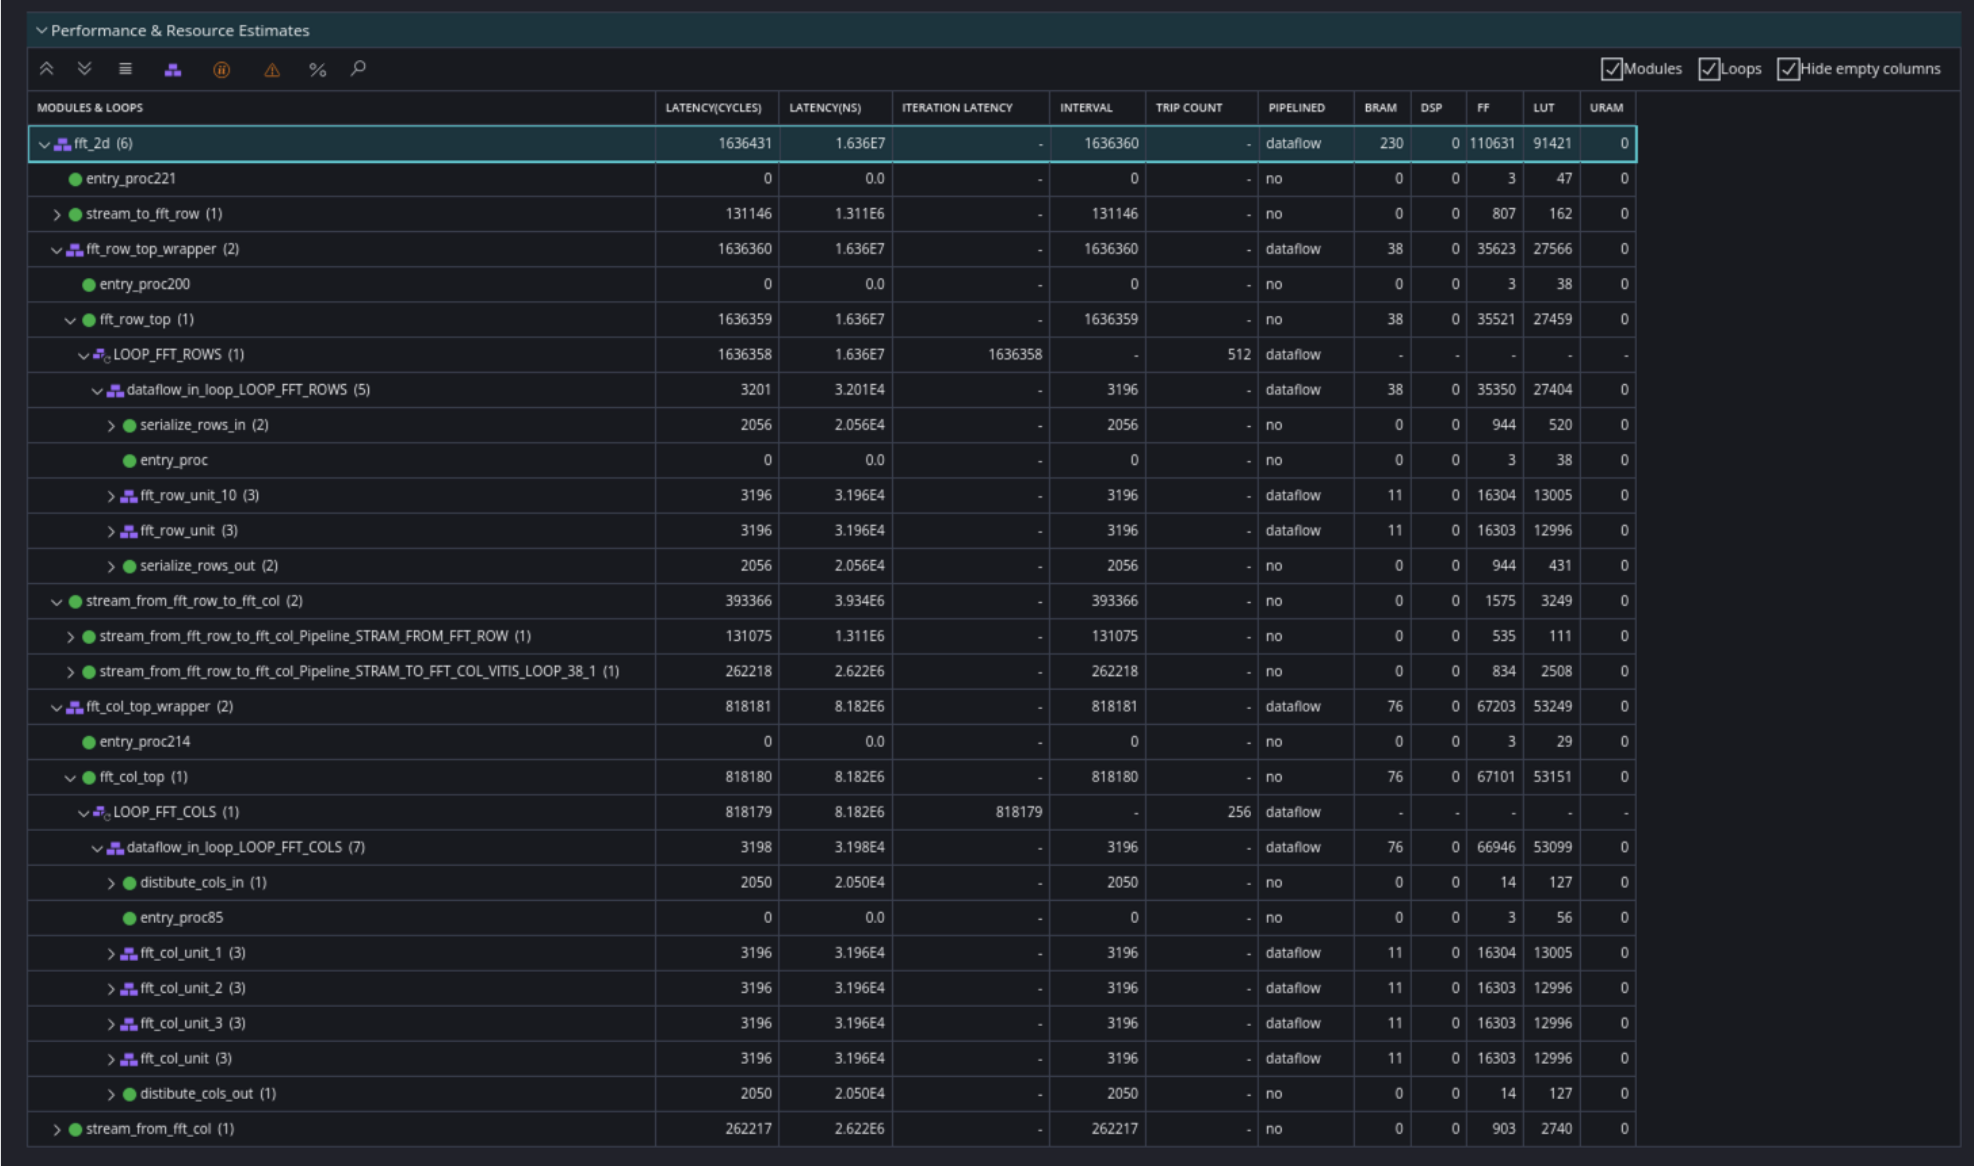 Performance & Resource Estimates
% Modules Loops Hide empty columns
MODULES & LOOPS LATENCY(CYCLES) LATENCY(NS) ITERATION LATENCY INTERVAL TRIP COUNT PIPELINED BRAM DSP FF LUT URAM
fft_2d (6) 1636431 1.636E7 - 1636360 - dataflow 230 0 110631 91421 0
entry_proc221 0 0.0 - 0 - no 0 0 3 47 0
stream_to_fft_row (1) 131146 1.311E6 - 131146 - no 0 0 807 162 0
fft_row_top_wrapper (2) 1636360 1.636E7 - 1636360 - dataflow 38 0 35623 27566 0
entry_proc200 0 0.0 - 0 - no 0 0 3 38 0
fft_row_top (1) 1636359 1.636E7 - 1636359 - no 38 0 35521 27459 0
LOOP_FFT_ROWS (1) 1636358 1.636E7 1636358 - 512 dataflow - - - - -
dataflow_in_loop_LOOP_FFT_ROWS (5) 3201 3.201E4 - 3196 - dataflow 38 0 35350 27404 0
serialize_rows_in (2) 2056 2.056E4 - 2056 - no 0 0 944 520 0
entry_proc 0 0.0 - 0 - no 0 0 3 38 0
fft_row_unit_10 (3) 3196 3.196E4 - 3196 - dataflow 11 0 16304 13005 0
fft_row_unit (3) 3196 3.196E4 - 3196 - dataflow 11 0 16303 12996 0
serialize_rows_out (2) 2056 2.056E4 - 2056 - no 0 0 944 431 0
stream_from_fft_row_to_fft_col (2) 393366 3.934E6 - 393366 - no 0 0 1575 3249 0
stream_from_fft_row_to_fft_col_Pipeline_STRAM_FROM_FFT_ROW (1) 131075 1.311E6 - 131075 - no 0 0 535 111 0
stream_from_fft_row_to_fft_col_Pipeline_STRAM_TO_FFT_COL_VITIS_LOOP_38_1 (1) 262218 2.622E6 - 262218 - no 0 0 834 2508 0
fft_col_top_wrapper (2) 818181 8.182E6 - 818181 - dataflow 76 0 67203 53249 0
entry_proc214 0 0.0 - 0 - no 0 0 3 29 0
fft_col_top (1) 818180 8.182E6 - 818180 - no 76 0 67101 53151 0
LOOP_FFT_COLS (1) 818179 8.182E6 818179 - 256 dataflow - - - - -
dataflow_in_loop_LOOP_FFT_COLS (7) 3198 3.198E4 - 3196 - dataflow 76 0 66946 53099 0
distibute_cols_in (1) 2050 2.050E4 - 2050 - no 0 0 14 127 0
entry_proc85 0 0.0 - 0 - no 0 0 3 56 0
fft_col_unit_1 (3) 3196 3.196E4 - 3196 - dataflow 11 0 16304 13005 0
fft_col_unit_2 (3) 3196 3.196E4 - 3196 - dataflow 11 0 16303 12996 0
fft_col_unit_3 (3) 3196 3.196E4 - 3196 - dataflow 11 0 16303 12996 0
fft_col_unit (3) 3196 3.196E4 - 3196 - dataflow 11 0 16303 12996 0
distibute_cols_out (1) 2050 2.050E4 - 2050 - no 0 0 14 127 0
stream_from_fft_col (1) 262217 2.622E6 - 262217 - no 0 0 903 2740 0